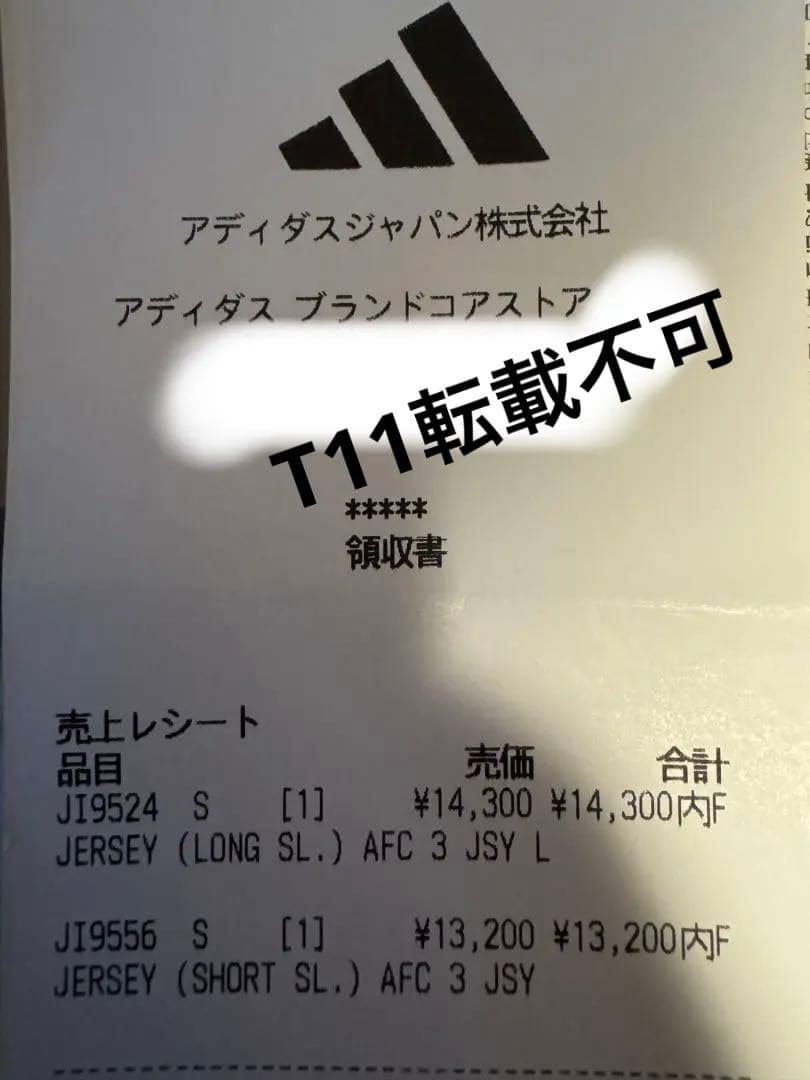 アディダスジャパン株式会社
アディダス ブランドコアストア
T11転載不可
*****
領収書
売上レシート
品目 売価 合計
JI9524 S [1] ¥14,300 ¥14,300内F
JERSEY (LONG SL.) AFC 3 JSY L
JI9556 S [1] ¥13,200 ¥13,200内F
JERSEY (SHORT SL.) AFC 3 JSY